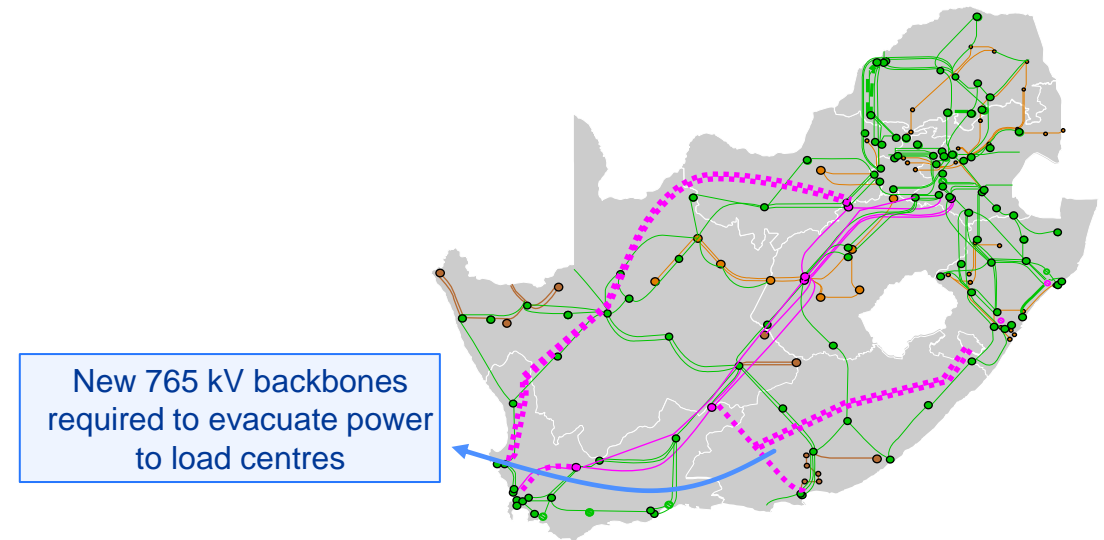 New 765 kV backbones
required to evacuate power
to load centres